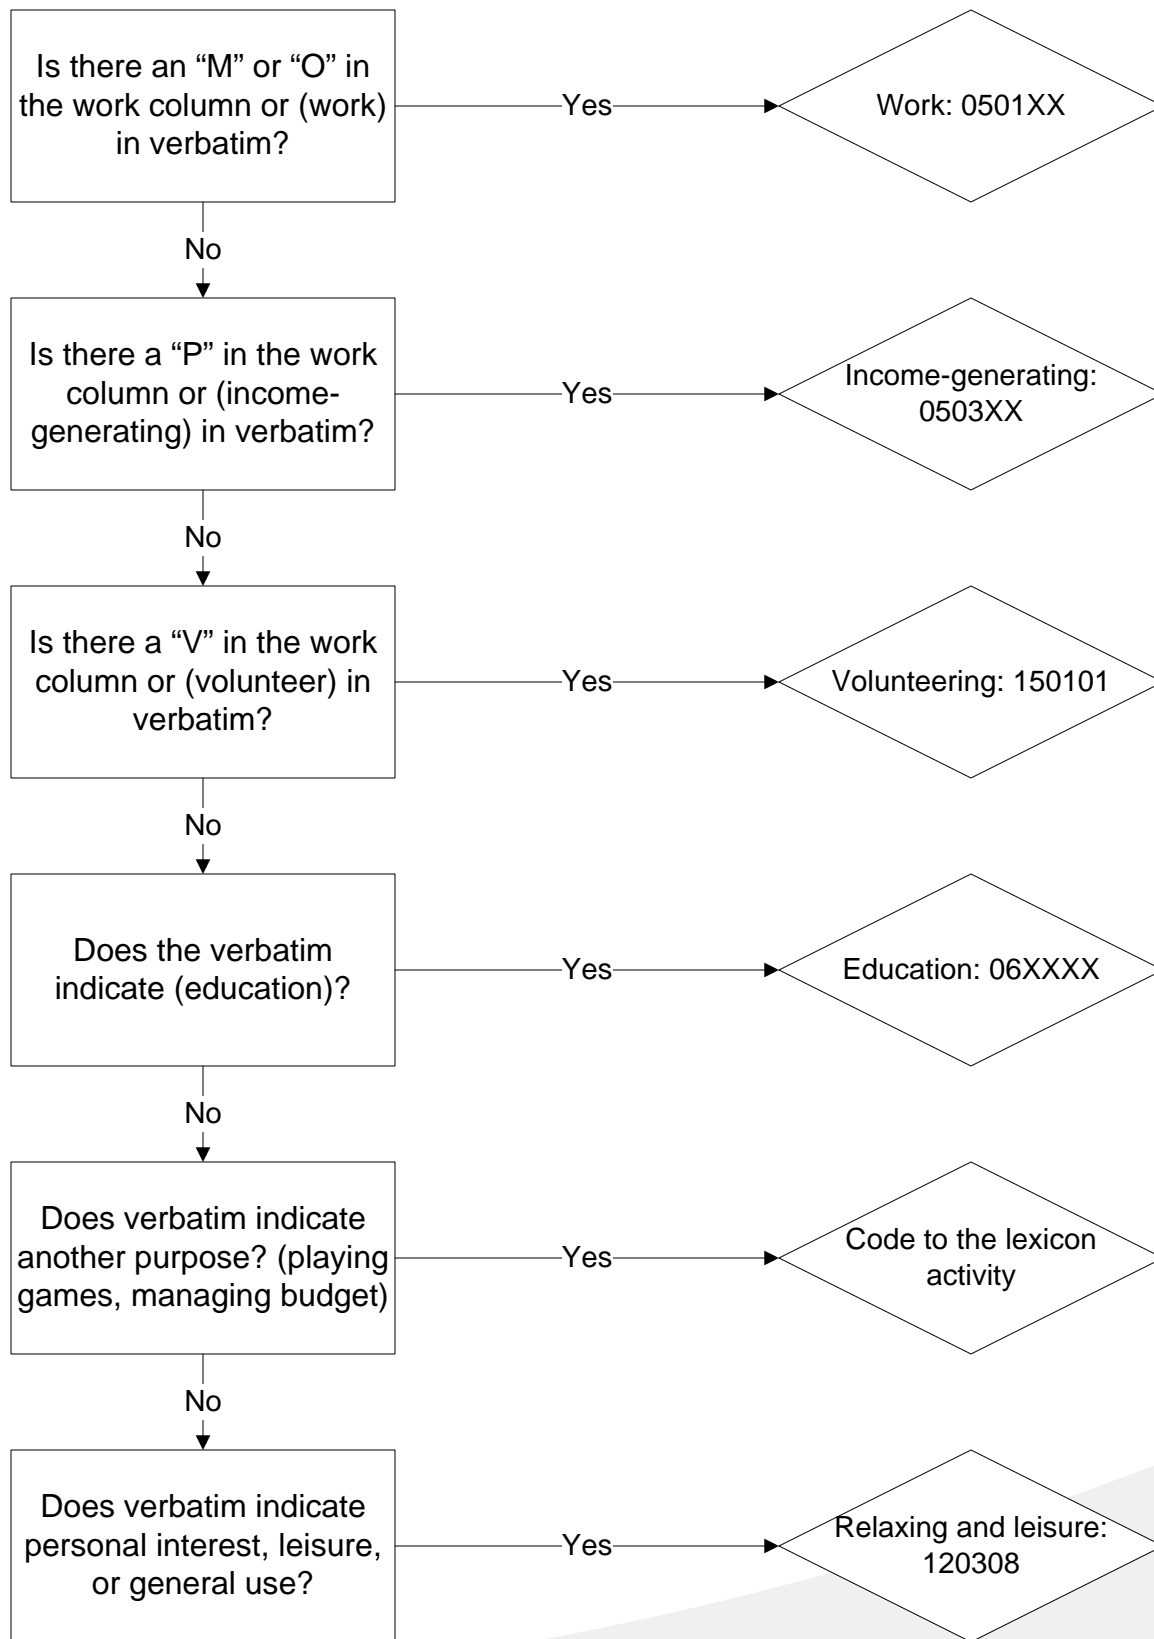 Is there an “M” or “O” in
the work column or (work)
in verbatim?
Yes
Work: 0501XX
No
Is there a “P” in the work
column or (income-
generating) in verbatim?
Yes
Income-generating:
0503XX
No
Is there a “V” in the work
column or (volunteer) in
verbatim?
Yes
Volunteering: 150101
No
Does the verbatim
indicate (education)?
Yes
Education: 06XXXX
No
Does verbatim indicate
another purpose? (playing
games, managing budget)
Yes
Code to the lexicon
activity
No
Does verbatim indicate
personal interest, leisure,
or general use?
Yes
Relaxing and leisure:
120308